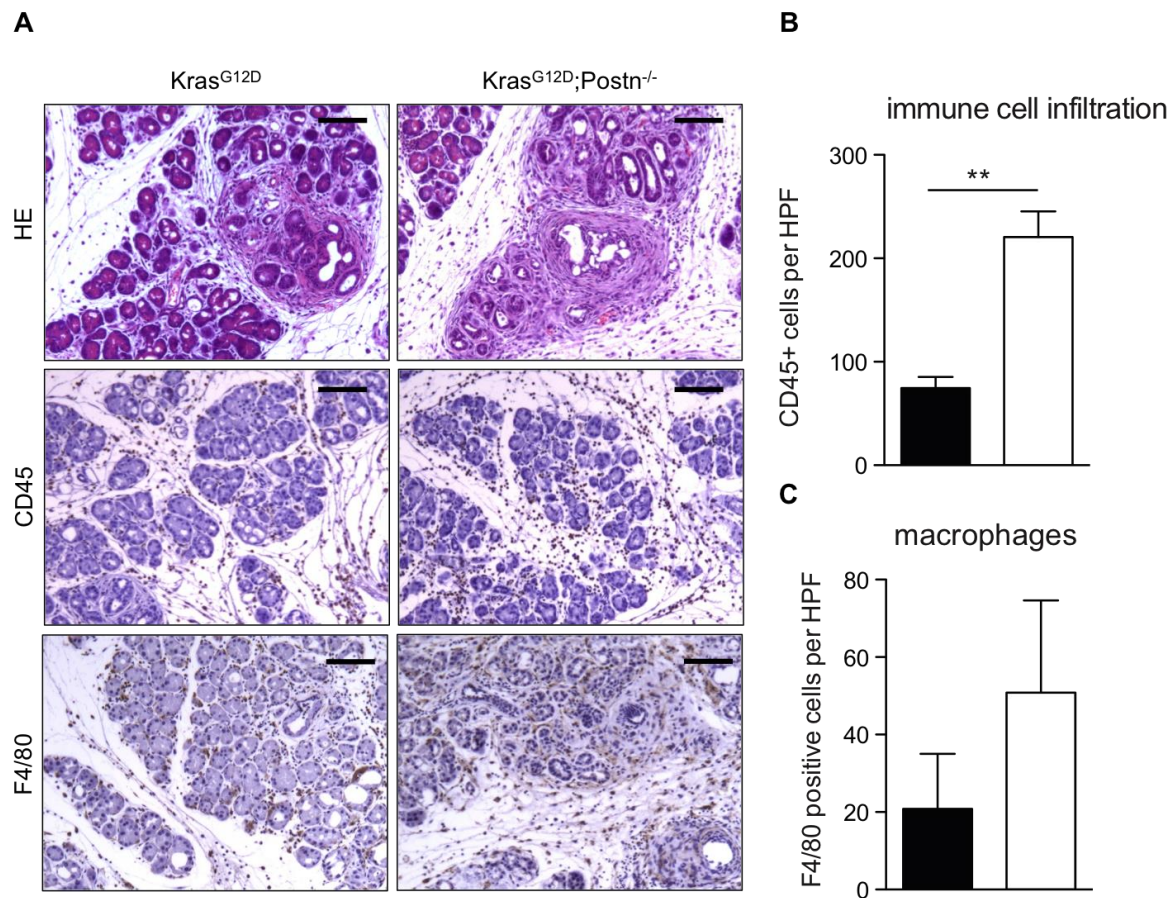 A
Kras^G12D
Kras^G12D;Postn^-/-
HE
CD45
F4/80
B
immune cell infiltration
CD45+ cells per HPF
300
200
100
0
**
C
macrophages
F4/80 positive cells per HPF
80
60
40
20
0